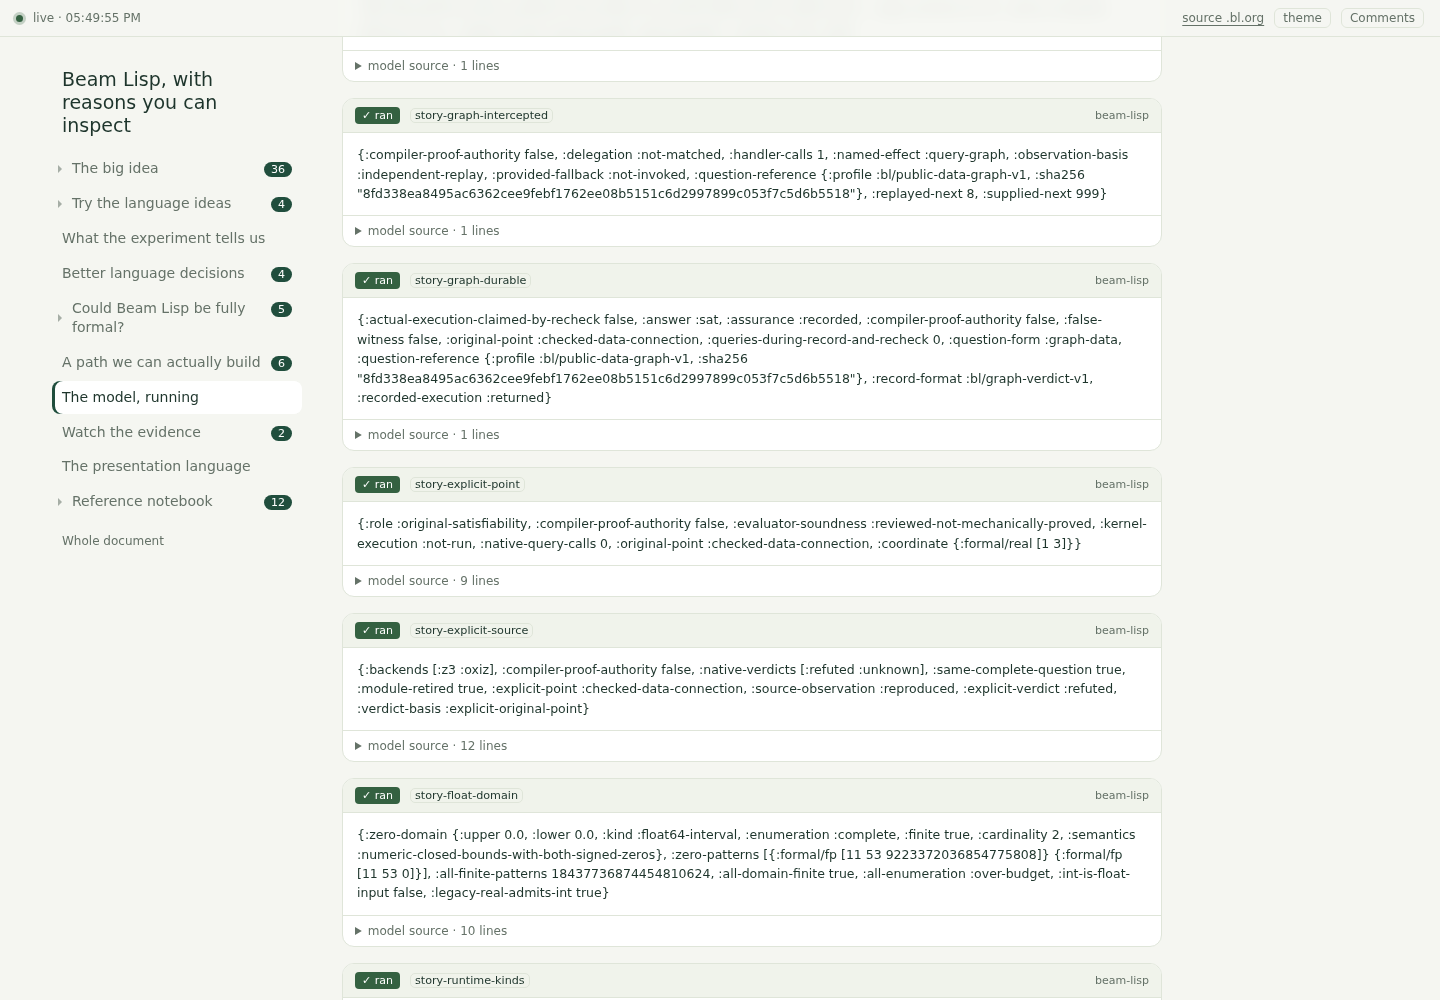 live · 05:49:55 PM
source .bl.org
theme
Comments
Beam Lisp, with
reasons you can
inspect
The big idea
36
Try the language ideas
4
What the experiment tells us
Better language decisions
4
Could Beam Lisp be fully
formal?
5
A path we can actually build
6
The model, running
Watch the evidence
2
The presentation language
Reference notebook
12
Whole document
model source · 1 lines
✓ ran
story-graph-intercepted
beam-lisp
{:compiler-proof-authority false, :delegation :not-matched, :handler-calls 1, :named-effect :query-graph, :observation-basis
:independent-replay, :provided-fallback :not-invoked, :question-reference {:profile :bl/public-data-graph-v1, :sha256
"8fd338ea8495ac6362cee9febf1762ee08b5151c6d2997899c053f7c5d6b5518"}, :replayed-next 8, :supplied-next 999}
model source · 1 lines
✓ ran
story-graph-durable
beam-lisp
{:actual-execution-claimed-by-recheck false, :answer :sat, :assurance :recorded, :compiler-proof-authority false, :false-
witness false, :original-point :checked-data-connection, :queries-during-record-and-recheck 0, :question-form :graph-data,
:question-reference {:profile :bl/public-data-graph-v1, :sha256
"8fd338ea8495ac6362cee9febf1762ee08b5151c6d2997899c053f7c5d6b5518"}, :record-format :bl/graph-verdict-v1,
:recorded-execution :returned}
model source · 1 lines
✓ ran
story-explicit-point
beam-lisp
{:role :original-satisfiability, :compiler-proof-authority false, :evaluator-soundness :reviewed-not-mechanically-proved, :kernel-
execution :not-run, :native-query-calls 0, :original-point :checked-data-connection, :coordinate {:formal/real [1 3]}}
model source · 9 lines
✓ ran
story-explicit-source
beam-lisp
{:backends [:z3 :oxiz], :compiler-proof-authority false, :native-verdicts [:refuted :unknown], :same-complete-question true,
:module-retired true, :explicit-point :checked-data-connection, :source-observation :reproduced, :explicit-verdict :refuted,
:verdict-basis :explicit-original-point}
model source · 12 lines
✓ ran
story-float-domain
beam-lisp
{:zero-domain {:upper 0.0, :lower 0.0, :kind :float64-interval, :enumeration :complete, :finite true, :cardinality 2, :semantics
:numeric-closed-bounds-with-both-signed-zeros}, :zero-patterns [{:formal/fp [11 53 9223372036854775808]} {:formal/fp
[11 53 0]}], :all-finite-patterns 18437736874454810624, :all-domain-finite true, :all-enumeration :over-budget, :int-is-float-
input false, :legacy-real-admits-int true}
model source · 10 lines
✓ ran
story-runtime-kinds
beam-lisp